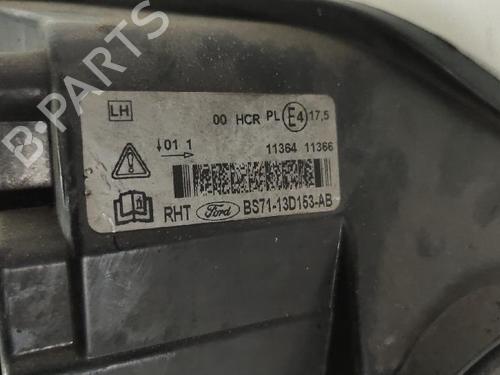 LH
00 HCR PL E4 17,5
↓01 1
11364 11366
RHT Ford BS71-13D153-AB
B-PARTS